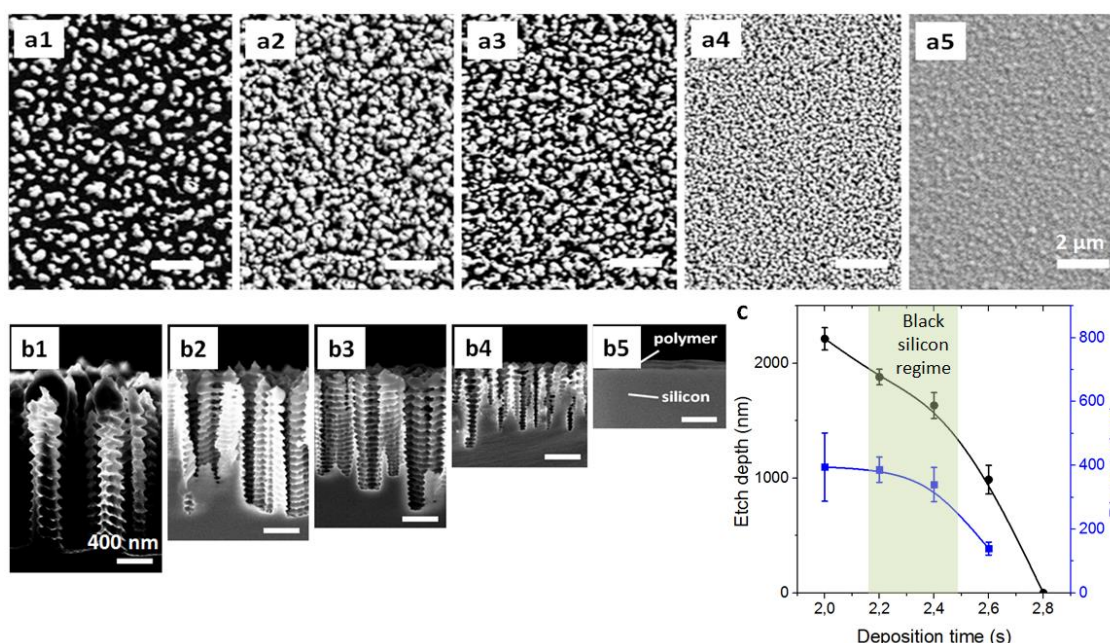 a1
a2
a3
a4
a5
2 µm
b1
400 nm
b2
b3
b4
b5
polymer
silicon
c
Black
silicon
regime
Etch depth (nm)
2000
1000
0
800
600
400
200
0
2,0
2,2
2,4
2,6
2,8
Deposition time (s)